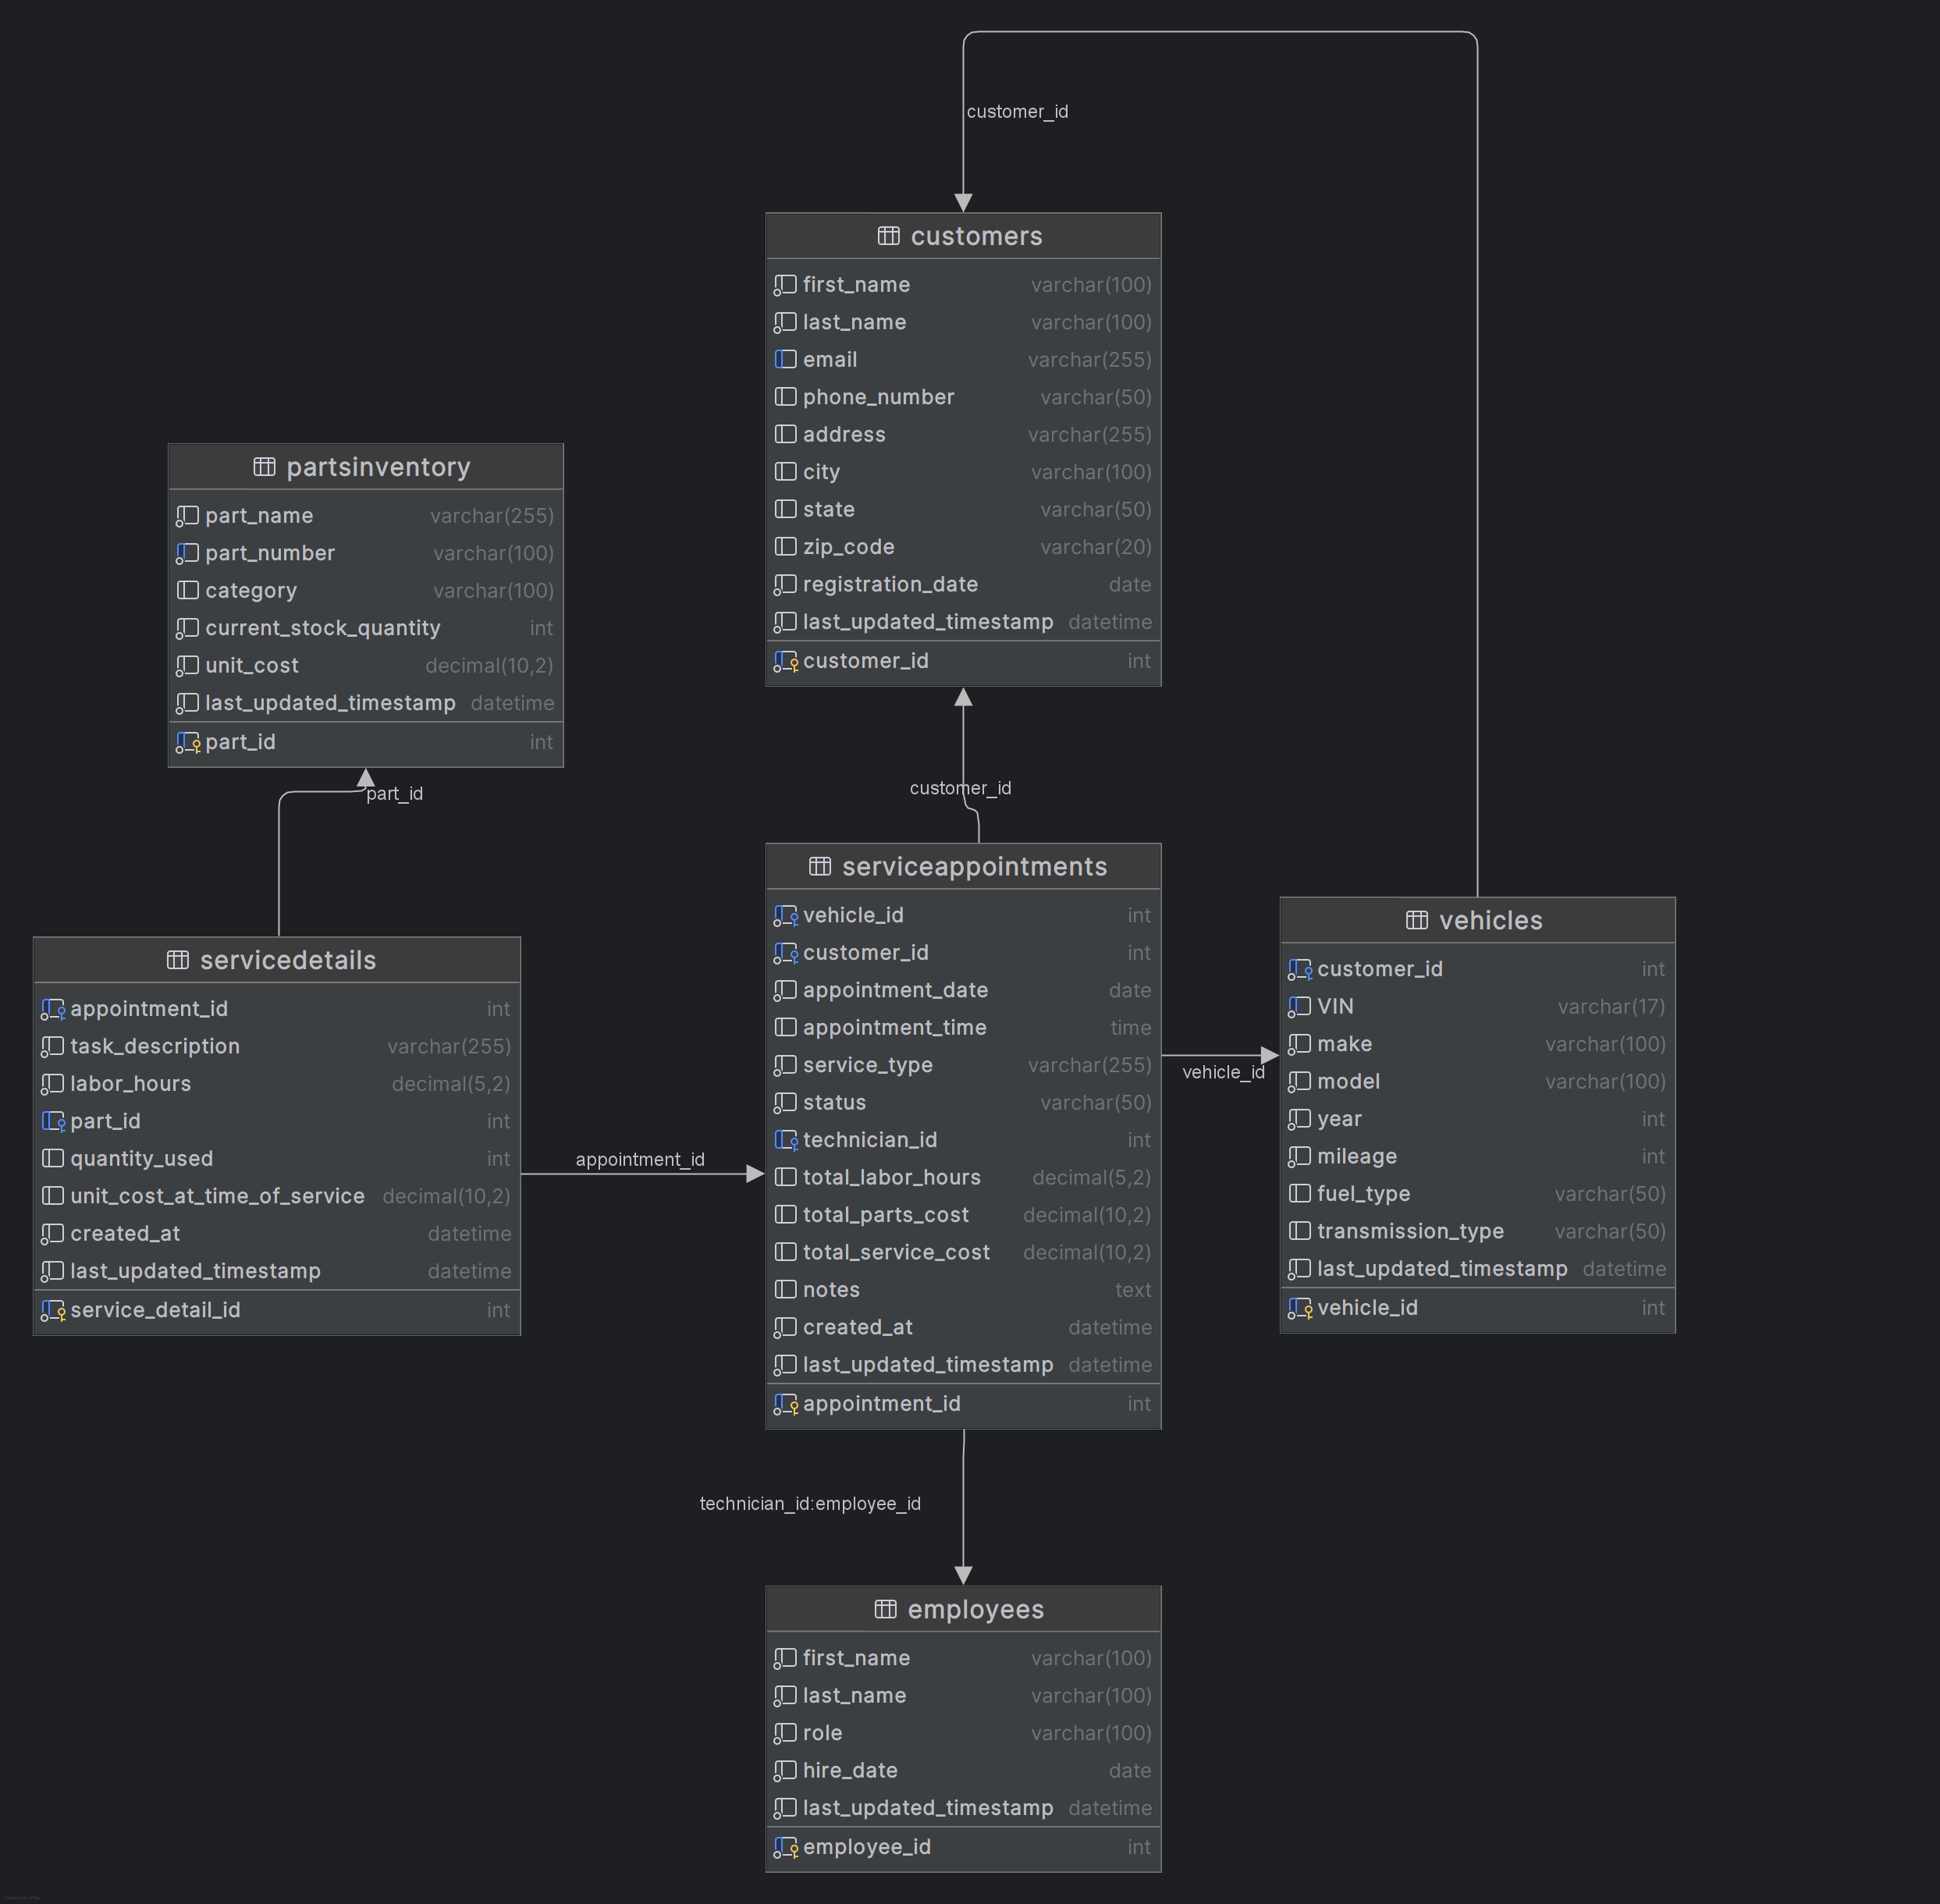 customer_id
customers
first_name varchar(100)
last_name varchar(100)
email varchar(255)
phone_number varchar(50)
address varchar(255)
city varchar(100)
state varchar(50)
zip_code varchar(20)
registration_date date
last_updated_timestamp datetime
customer_id int
partsinventory
part_name varchar(255)
part_number varchar(100)
category varchar(100)
current_stock_quantity int
unit_cost decimal(10,2)
last_updated_timestamp datetime
part_id int
part_id
customer_id
servicedetails
appointment_id int
task_description varchar(255)
labor_hours decimal(5,2)
part_id int
quantity_used int
unit_cost_at_time_of_service decimal(10,2)
created_at datetime
last_updated_timestamp datetime
service_detail_id int
appointment_id
serviceappointments
vehicle_id int
customer_id int
appointment_date date
appointment_time time
service_type varchar(255)
status varchar(50)
technician_id int
total_labor_hours decimal(5,2)
total_parts_cost decimal(10,2)
total_service_cost decimal(10,2)
notes text
created_at datetime
last_updated_timestamp datetime
appointment_id int
vehicle_id
vehicles
customer_id int
VIN varchar(17)
make varchar(100)
model varchar(100)
year int
mileage int
fuel_type varchar(50)
transmission_type varchar(50)
last_updated_timestamp datetime
vehicle_id int
technician_id:employee_id
employees
first_name varchar(100)
last_name varchar(100)
role varchar(100)
hire_date date
last_updated_timestamp datetime
employee_id int